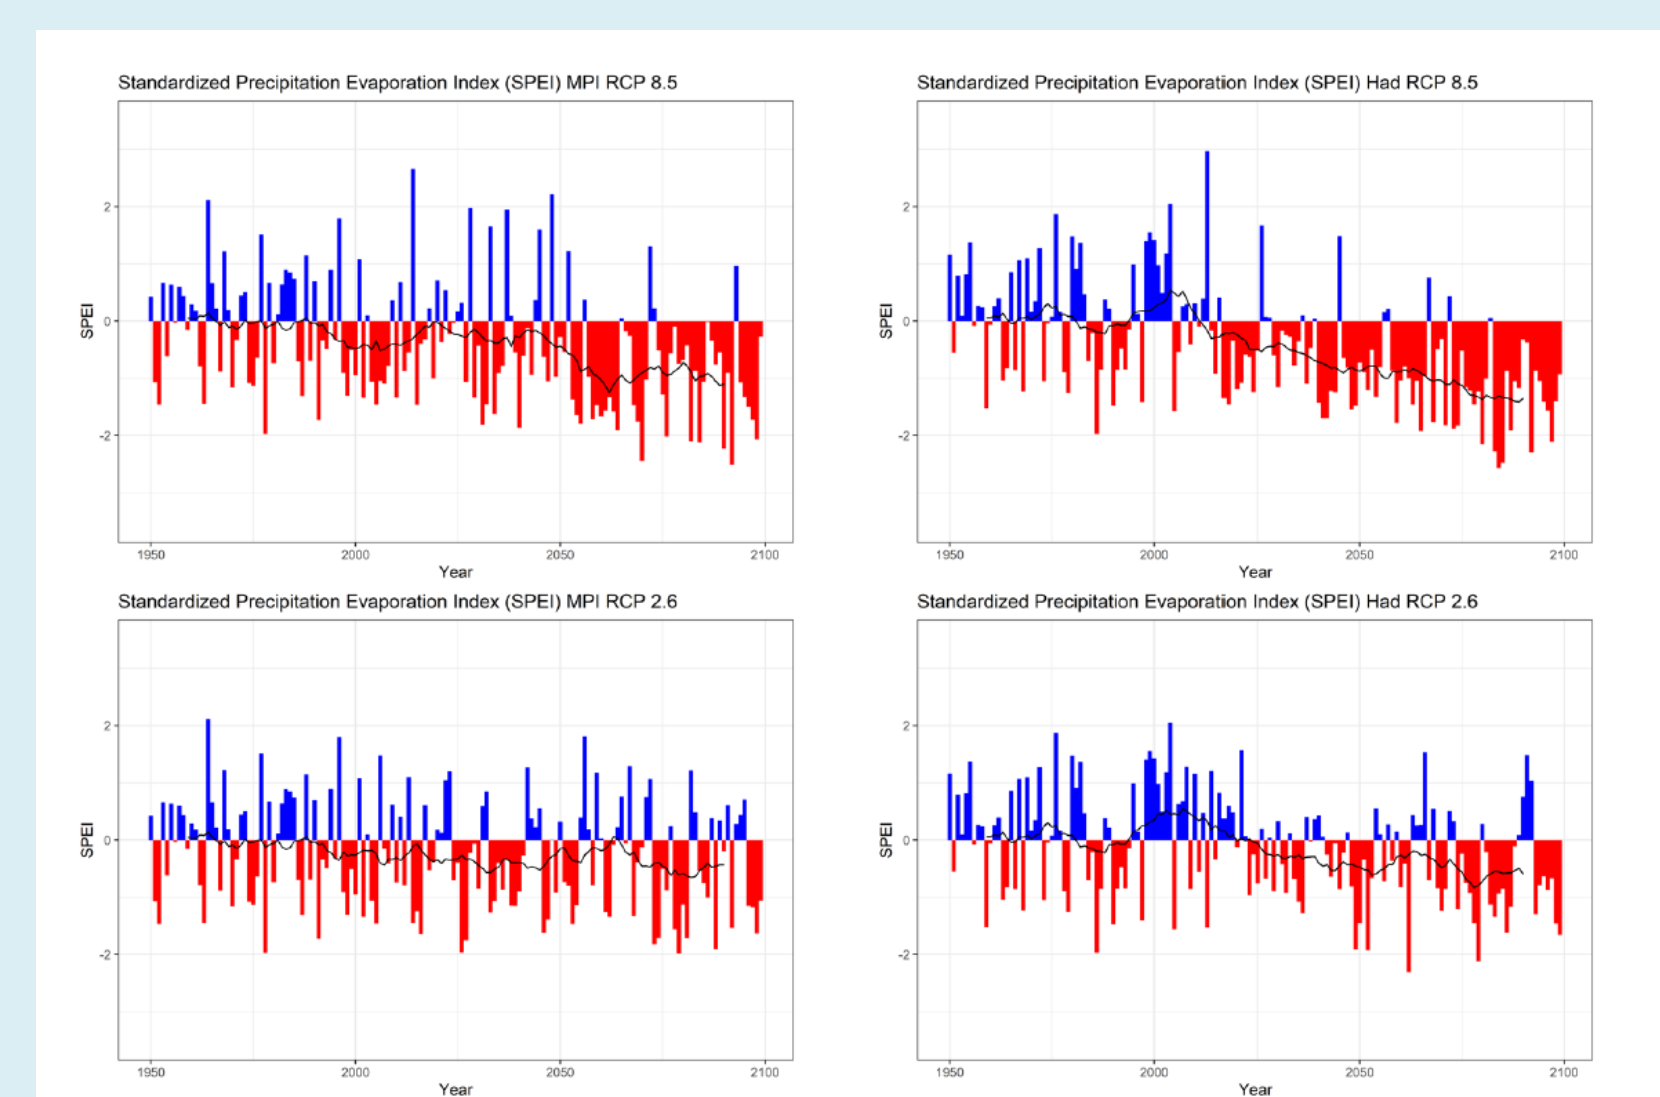 Standardized Precipitation Evaporation Index (SPEI) MPI RCP 8.5
SPEI
2
0
-2
1950 2000 2050 2100
Year
Standardized Precipitation Evaporation Index (SPEI) Had RCP 8.5
SPEI
2
0
-2
1950 2000 2050 2100
Year
Standardized Precipitation Evaporation Index (SPEI) MPI RCP 2.6
SPEI
2
0
-2
1950 2000 2050 2100
Year
Standardized Precipitation Evaporation Index (SPEI) Had RCP 2.6
SPEI
2
0
-2
1950 2000 2050 2100
Year